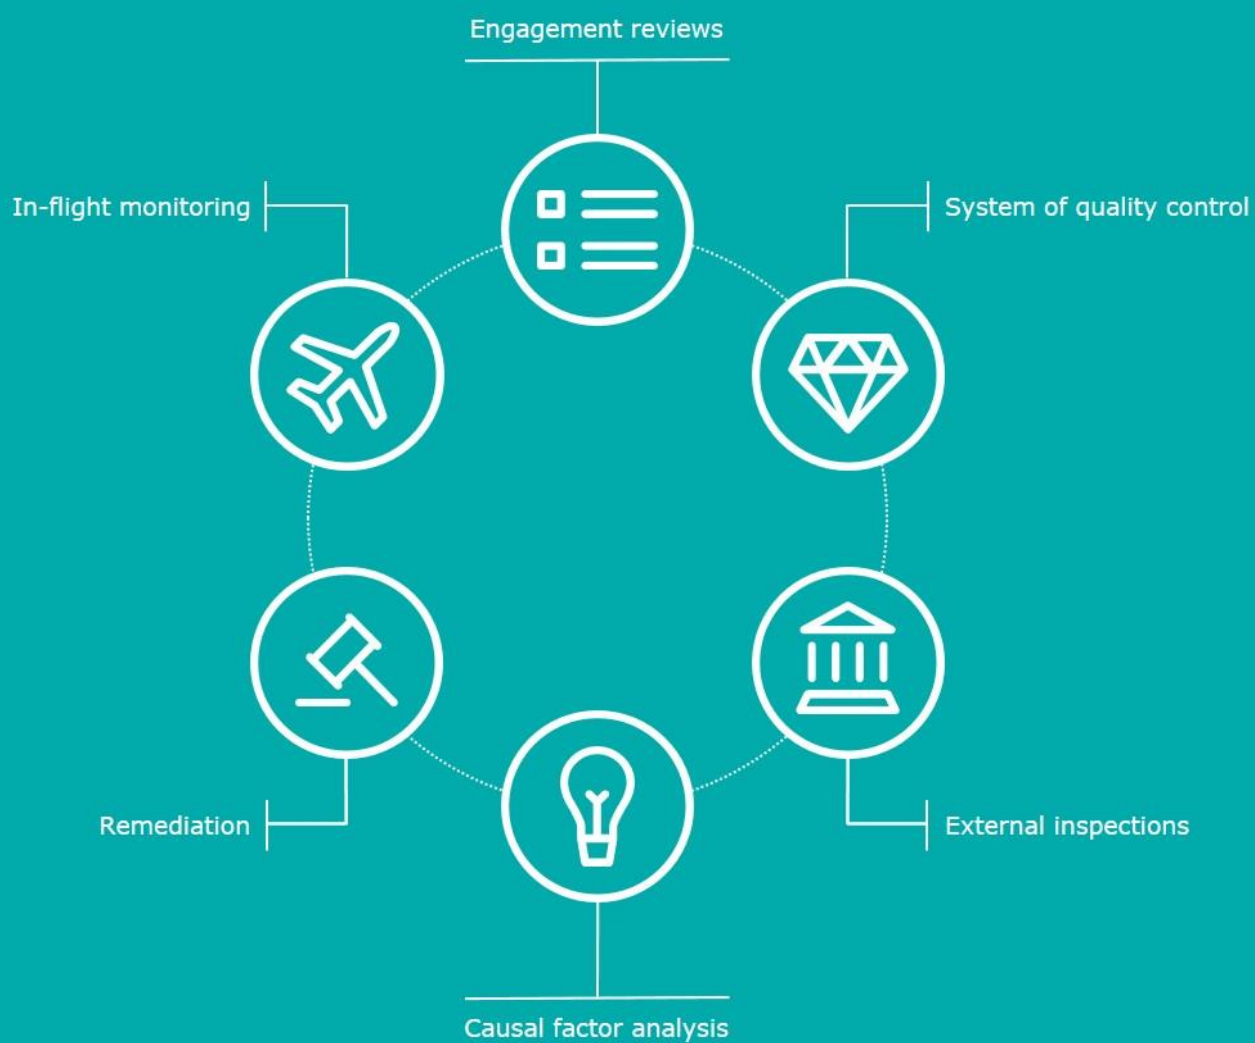 Engagement reviews
In-flight monitoring
System of quality control
Remediation
External inspections
Causal factor analysis